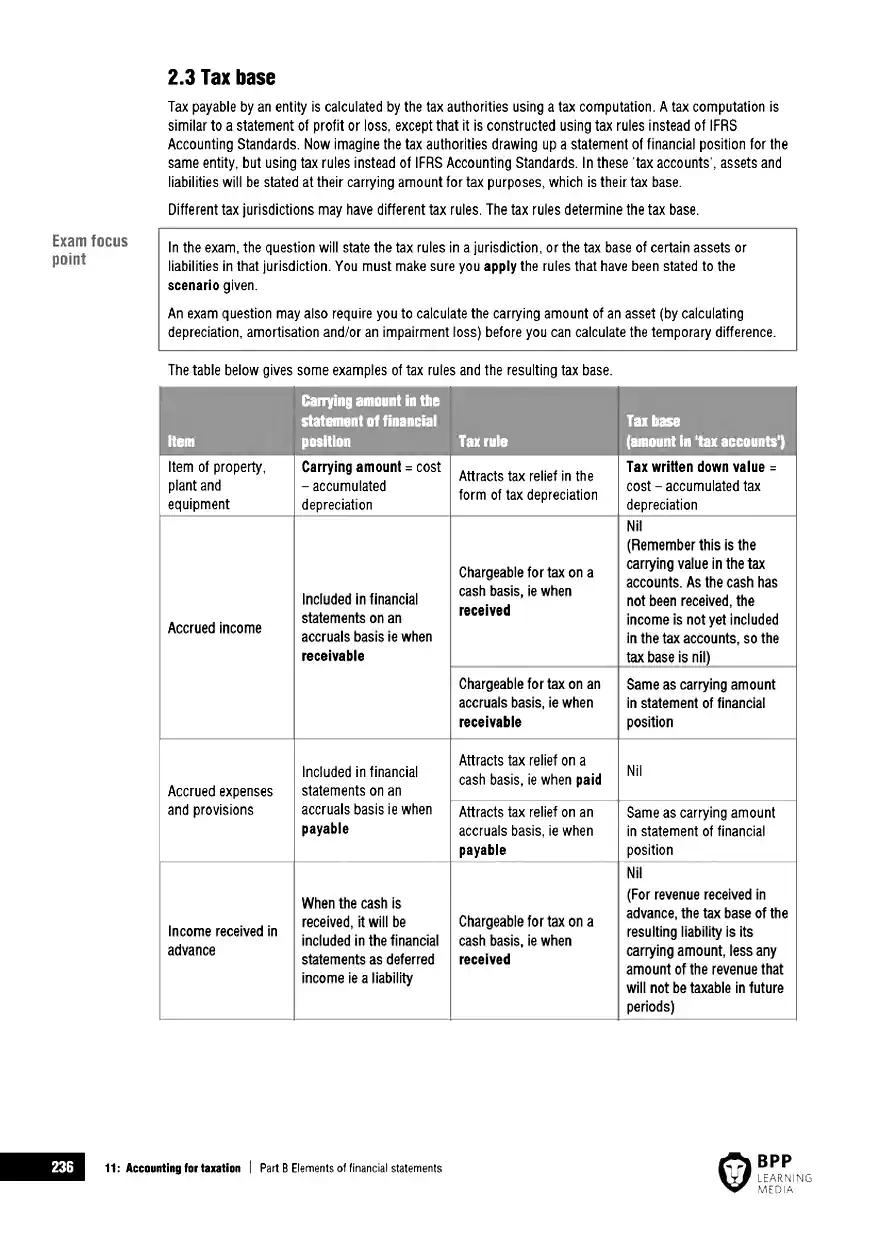 2.3 Tax base
Tax payable by an entity is calculated by the tax authorities using a tax computation. A tax computation is
similar to a statement of profit or loss, except that it is constructed using tax rules instead of IFRS
Accounting Standards. Now imagine the tax authorities drawing up a statement of financial position for the
same entity, but using tax rules instead of IFRS Accounting Standards. In these 'tax accounts', assets and
liabilities will be stated at their carrying amount for tax purposes, which is their tax base.
Different tax jurisdictions may have different tax rules. The tax rules determine the tax base.
Exam focus
point
In the exam, the question will state the tax rules in a jurisdiction, or the tax base of certain assets or
liabilities in that jurisdiction. You must make sure you apply the rules that have been stated to the
scenario given.
An exam question may also require you to calculate the carrying amount of an asset (by calculating
depreciation, amortisation and/or an impairment loss) before you can calculate the temporary difference.
The table below gives some examples of tax rules and the resulting tax base.
Item
Carrying amount in the
statement of financial
position
Tax rule
Tax base
(amount in 'tax accounts')
Item of property,
plant and
equipment
Carrying amount = cost
– accumulated
depreciation
Attracts tax relief in the
form of tax depreciation
Tax written down value =
cost – accumulated tax
depreciation
Accrued income
Included in financial
statements on an
accruals basis ie when
receivable
Chargeable for tax on a
cash basis, ie when
received
Nil
(Remember this is the
carrying value in the tax
accounts. As the cash has
not been received, the
income is not yet included
in the tax accounts, so the
tax base is nil)
Chargeable for tax on an
accruals basis, ie when
receivable
Same as carrying amount
in statement of financial
position
Accrued expenses
and provisions
Included in financial
statements on an
accruals basis ie when
payable
Attracts tax relief on a
cash basis, ie when paid
Nil
Attracts tax relief on an
accruals basis, ie when
payable
Same as carrying amount
in statement of financial
position
Income received in
advance
When the cash is
received, it will be
included in the financial
statements as deferred
income ie a liability
Chargeable for tax on a
cash basis, ie when
received
Nil
(For revenue received in
advance, the tax base of the
resulting liability is its
carrying amount, less any
amount of the revenue that
will not be taxable in future
periods)
236 11: Accounting for taxation | Part B Elements of financial statements
BPP
LEARNING
MEDIA